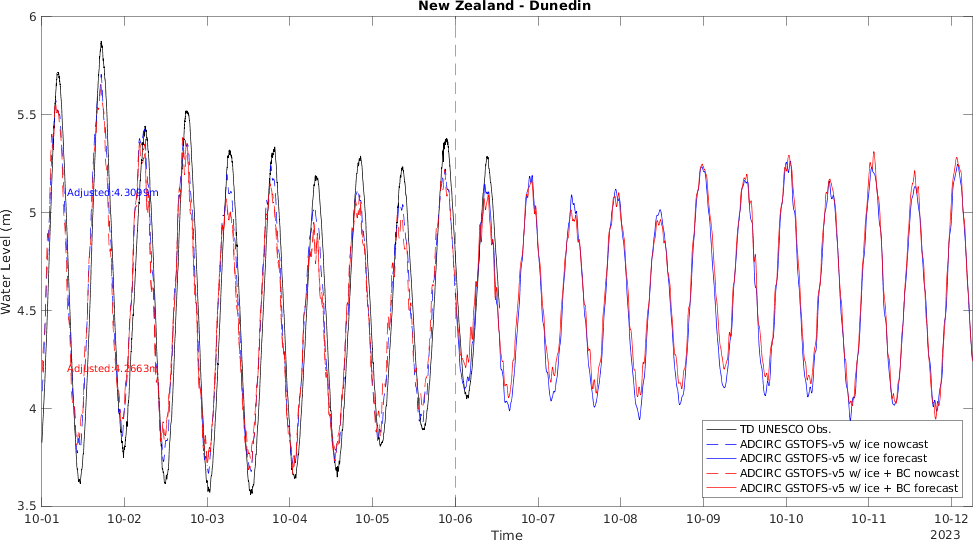 New Zealand - Dunedin
6
5.5
5
4.5
4
3.5
Water Level (m)
Adjusted:4.3099m
Adjusted:4.2663m
TD UNESCO Obs.
ADCIRC GSTOFS-v5 w/ ice nowcast
ADCIRC GSTOFS-v5 w/ ice forecast
ADCIRC GSTOFS-v5 w/ ice + BC nowcast
ADCIRC GSTOFS-v5 w/ ice + BC forecast
10-01 10-02 10-03 10-04 10-05 10-06 10-07 10-08 10-09 10-10 10-11 10-12
2023
Time